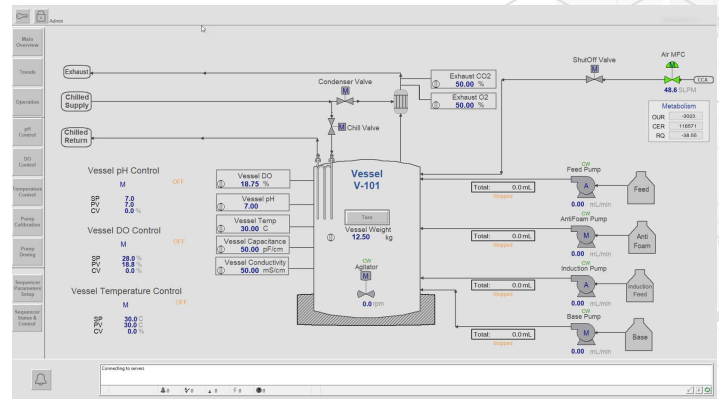 Admin
Main
Overview
Trends
Operation
pH
Control
DO
Control
Temperature
Control
Pump
Calibration
Pump
Dosing
Sequencer
Parameters
Setup
Sequencer
Status &
Control
Exhaust
Chilled
Supply
Chilled
Return
Condenser Valve
M
M Chill Valve
Exhaust CO2
50.00 %
Exhaust O2
50.00 %
ShutOff Valve
M
Air MFC
M
CCA
48.6 SLPM
Metabolism
OUR -3023
CER 116571
RQ -38.56
Vessel pH Control
M OFF
SP 7.0
PV 7.0
CV 0.0 %
Vessel DO Control
M OFF
SP 28.0 %
PV 18.8 %
CV 0.0 %
Vessel Temperature Control
M OFF
SP 30.0 C
PV 30.0 C
CV 0.0 %
Vessel DO
18.75 %
Vessel pH
7.00
Vessel Temp
30.00 C
Vessel Capacitance
50.00 pF/cm
Vessel Conductivity
50.00 mS/cm
Vessel
V-101
Tare
Vessel Weight
12.50 kg
CW
Agitator
M
0.0 rpm
CW
Feed Pump
Total: 0.0 mL
Stopped
A
Feed
0.00 mL/min
CW
AntiFoam Pump
Total: 0.0 mL
Stopped
M
Anti
Foam
0.00 mL/min
CW
Induction Pump
Total: 0.0 mL
Stopped
A
Induction
Feed
0.00 mL/min
CW
Base Pump
Total: 0.0 mL
Stopped
M
Base
0.00 mL/min
Connecting to servers